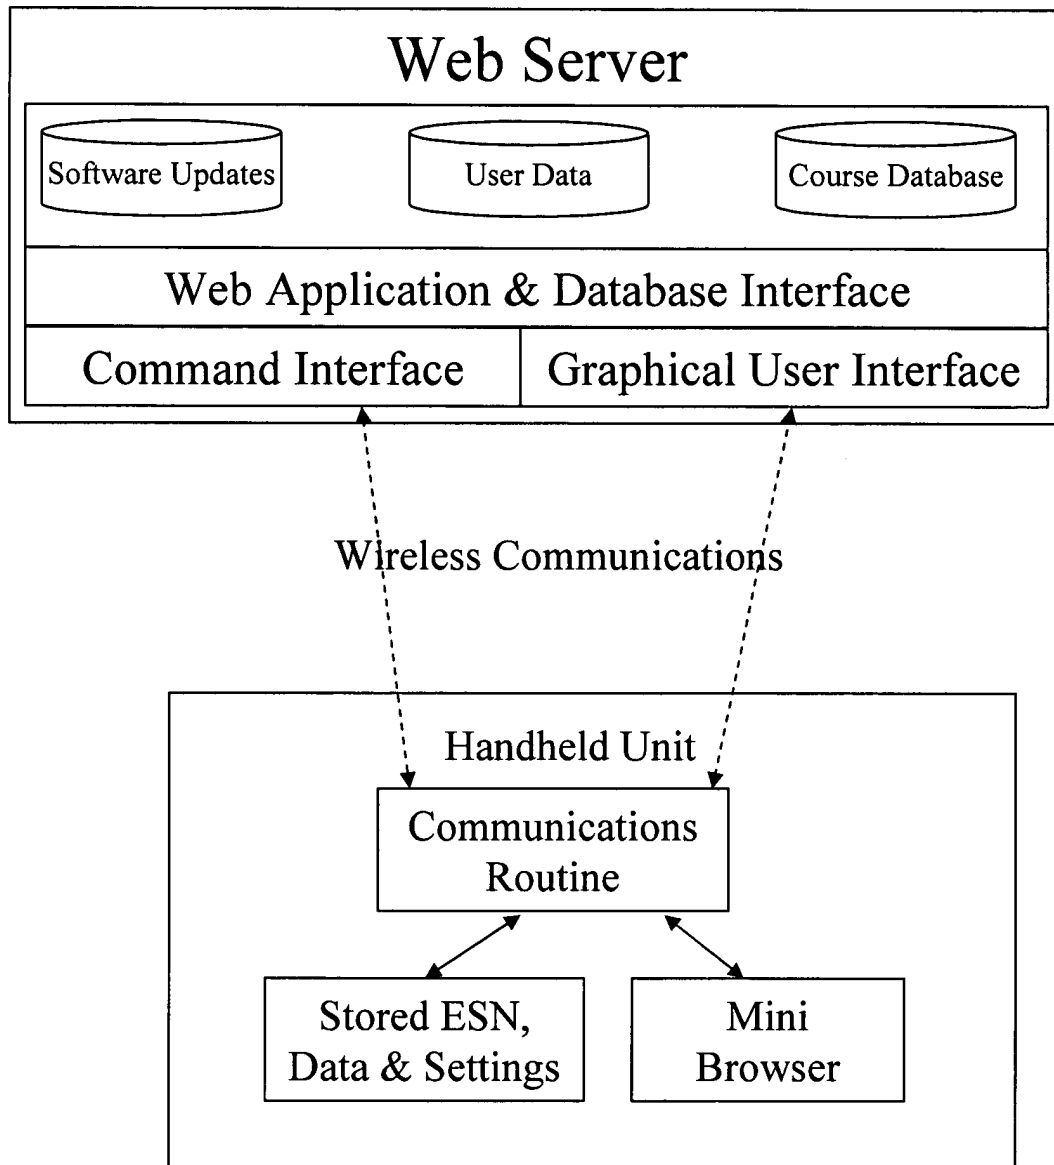 Web Server
Software Updates
User Data
Course Database
Web Application & Database Interface
Command Interface
Graphical User Interface
Wireless Communications
Handheld Unit
Communications
Routine
Stored ESN,
Data & Settings
Mini
Browser